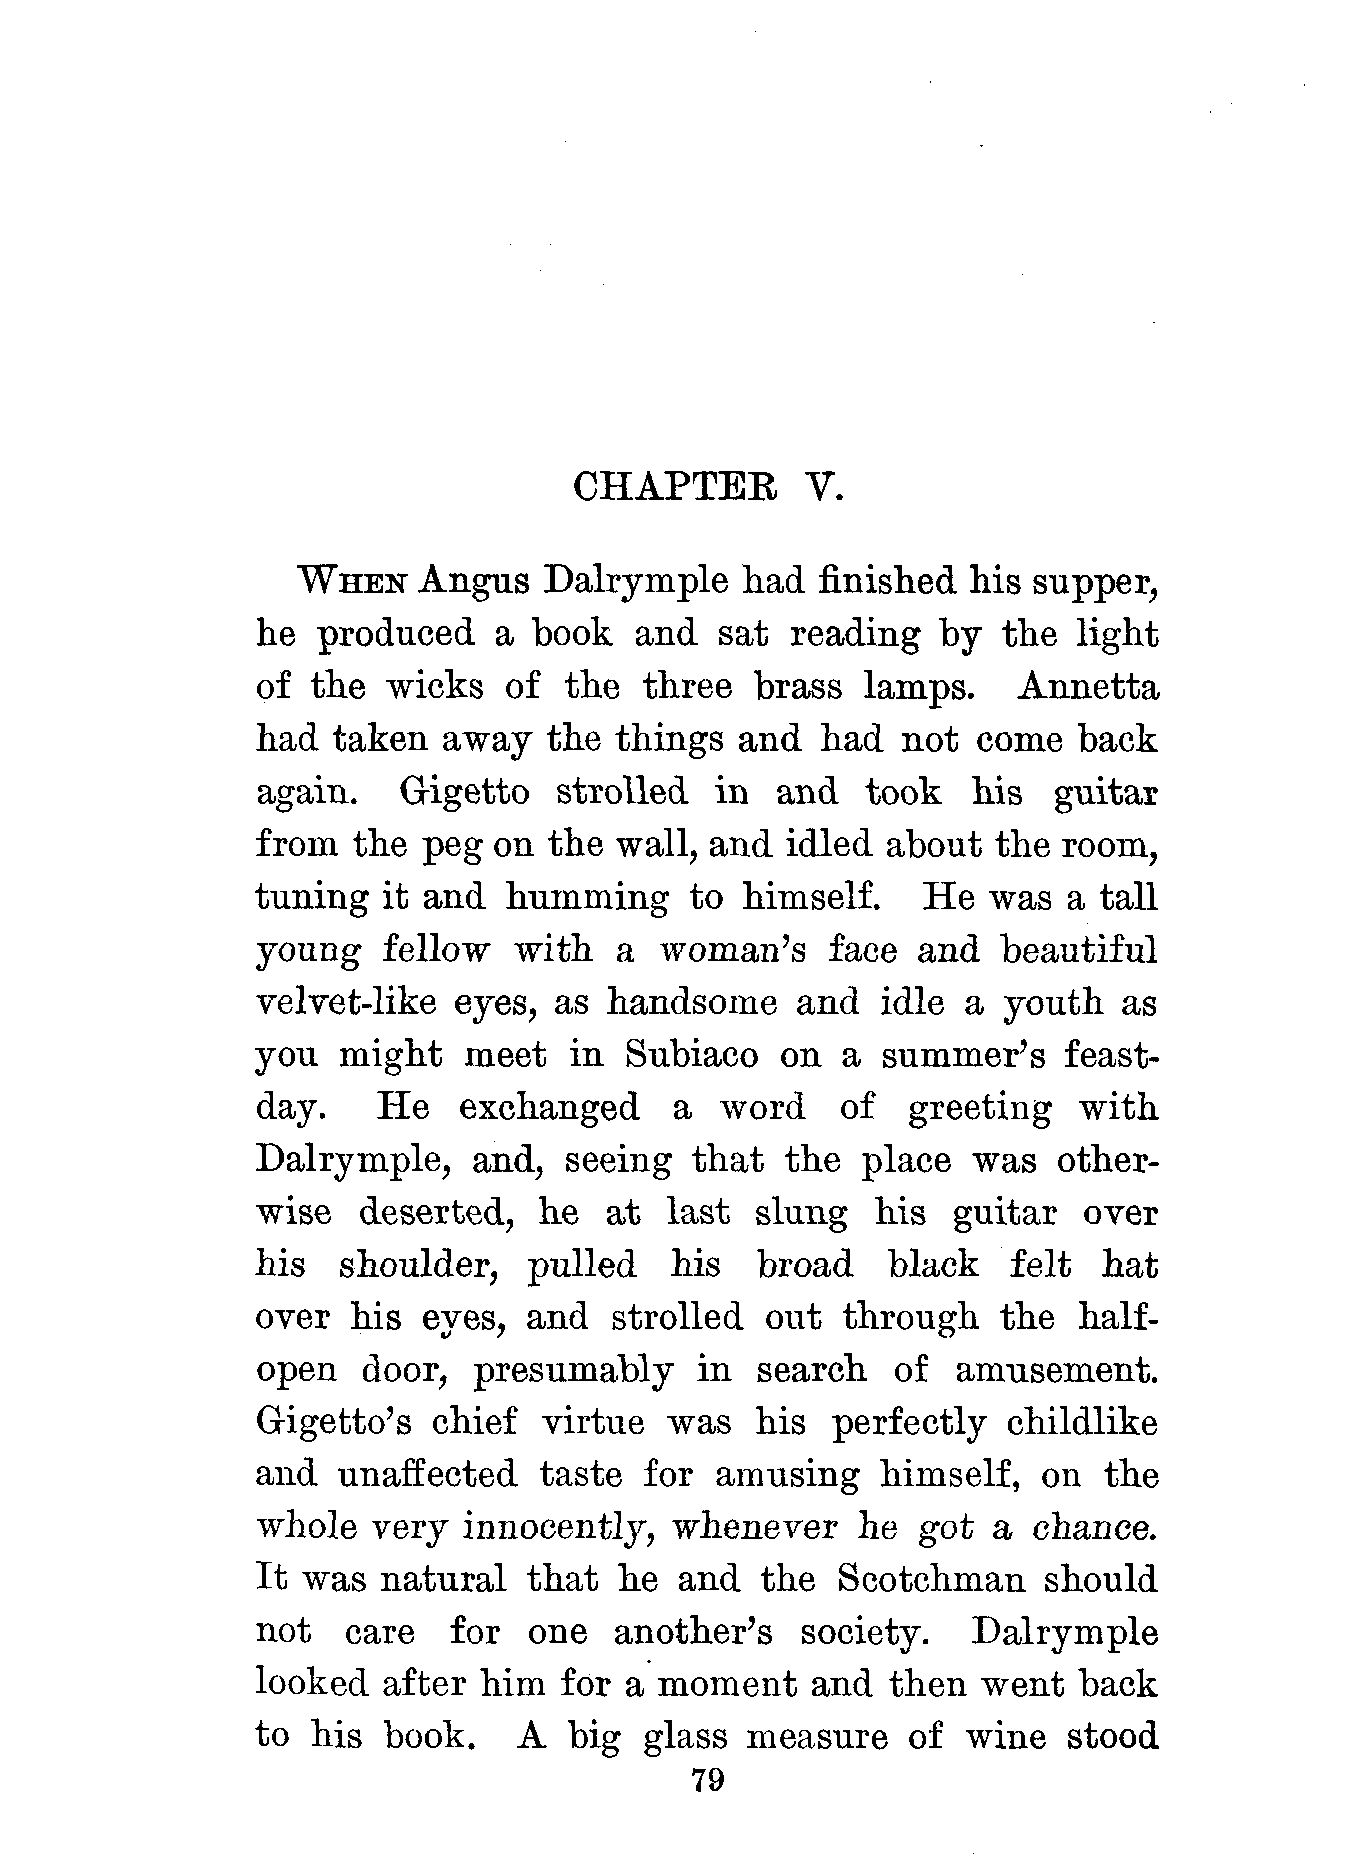 CHAPTER V.
When Angus Dalrymple had finished his supper,
he produced a book and sat reading by the light
of the wicks of the three brass lamps. Annetta
had taken away the things and had not come back
again. Gigetto strolled in and took his guitar
from the peg on the wall, and idled about the room,
tuning it and humming to himself. He was a tall
young fellow with a woman's face and beautiful
velvet-like eyes, as handsome and idle a youth as
you might meet in Subiaco on a summer's feast-
day. He exchanged a word of greeting with
Dalrymple, and, seeing that the place was other-
wise deserted, he at last slung his guitar over
his shoulder, pulled his broad black felt hat
over his eyes, and strolled out through the half-
open door, presumably in search of amusement.
Gigetto's chief virtue was his perfectly childlike
and unaffected taste for amusing himself, on the
whole very innocently, whenever he got a chance.
It was natural that he and the Scotchman should
not care for one another's society. Dalrymple
looked after him for a moment and then went back
to his book. A big glass measure of wine stood
79